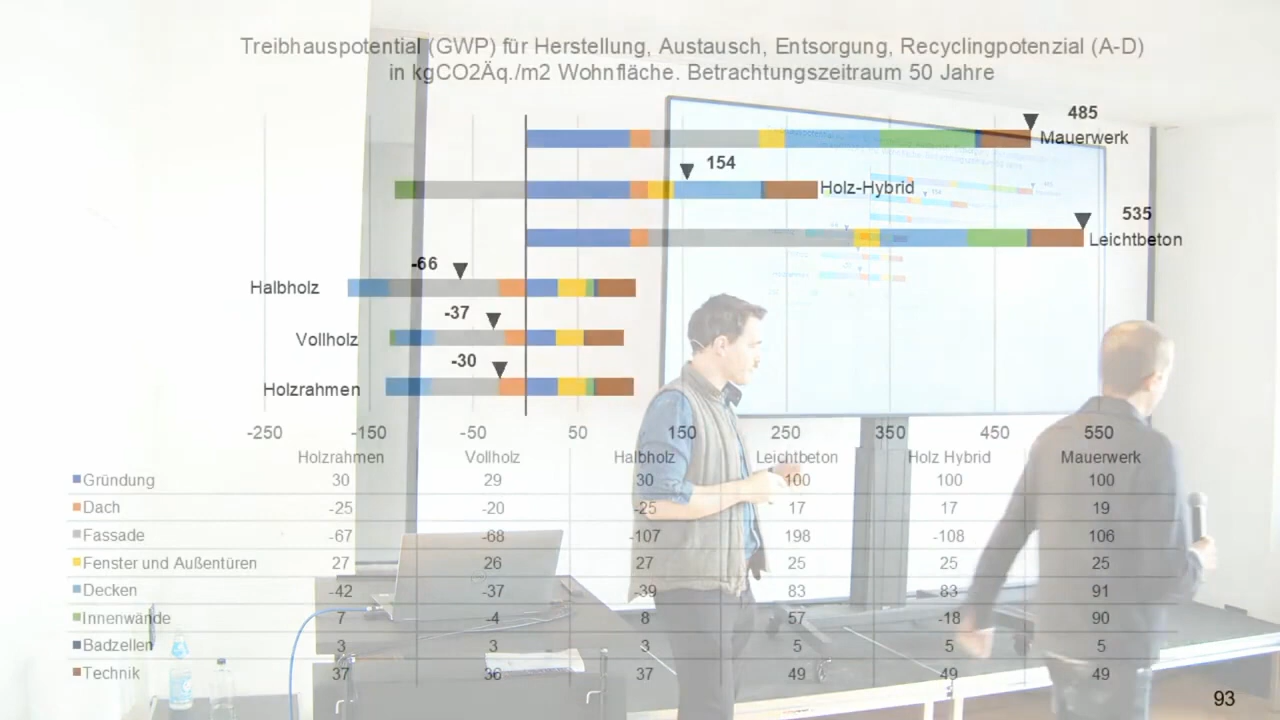 Treibhauspotential (GWP) für Herstellung, Austausch, Entsorgung, Recyclingpotenzial (A-D)
in kgCO2Äq./m2 Wohnfläche. Betrachtungszeitraum 50 Jahre
485
Mauerwerk
154
Holz-Hybrid
535
Leichtbeton
-66
Halbholz
-37
Vollholz
-30
Holzrahmen
-250 -150 -50 50 150 250 350 450 550
Holzrahmen Vollholz Halbholz Leichtbeton Holz Hybrid Mauerwerk
Gründung 30 29 30 100 100 100
Dach -25 -20 -25 17 17 19
Fassade -67 -68 -107 198 -108 106
Fenster und Außentüren 27 26 27 25 25 25
Decken -42 -37 -39 83 83 91
Innenwände 7 -4 8 57 -18 90
Badzellen 3 3 3 5 5 5
Technik 37 36 37 49 49 49
93